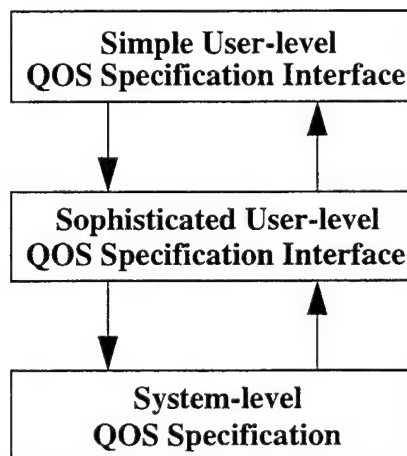 Simple User-level
QOS Specification Interface
Sophisticated User-level
QOS Specification Interface
System-level
QOS Specification